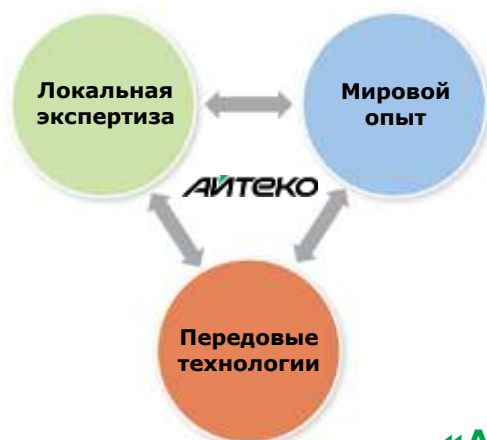 Локальная
экспертиза
Мировой
опыт
АЙТЕКО
Передовые
технологии
«А